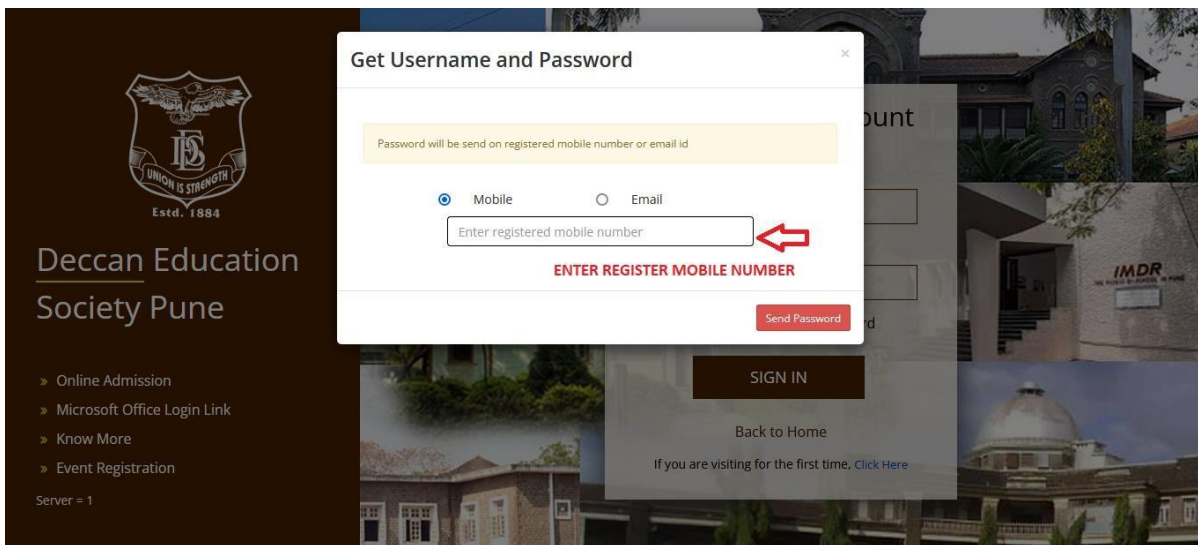 UNION IS STRENGTH
Estd. 1884
Deccan Education
Society Pune
» Online Admission
» Microsoft Office Login Link
» Know More
» Event Registration
Server = 1
Get Username and Password
×
Password will be send on registered mobile number or email id
Mobile
Email
Enter registered mobile number
ENTER REGISTER MOBILE NUMBER
Send Password
SIGN IN
Back to Home
If you are visiting for the first time, Click Here
IMDR